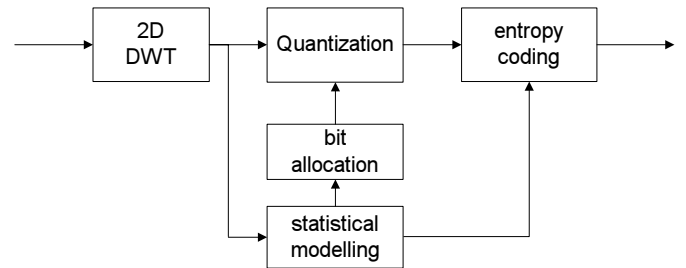 2D
DWT
Quantization
entropy
coding
bit
allocation
statistical
modelling